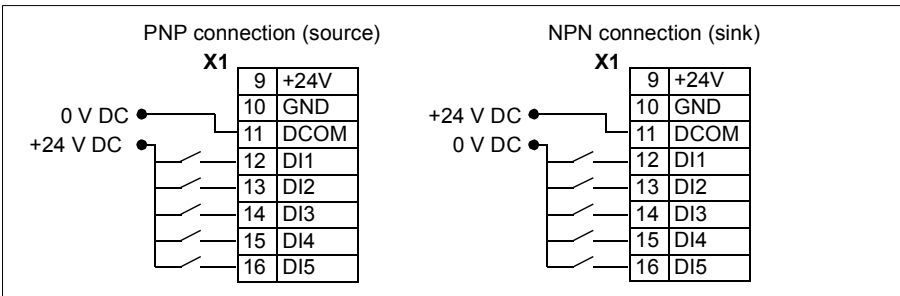 PNP connection (source)
X1
9 +24V
10 GND
0 V DC
11 DCOM
+24 V DC
12 DI1
13 DI2
14 DI3
15 DI4
16 DI5
NPN connection (sink)
X1
9 +24V
10 GND
+24 V DC
11 DCOM
0 V DC
12 DI1
13 DI2
14 DI3
15 DI4
16 DI5